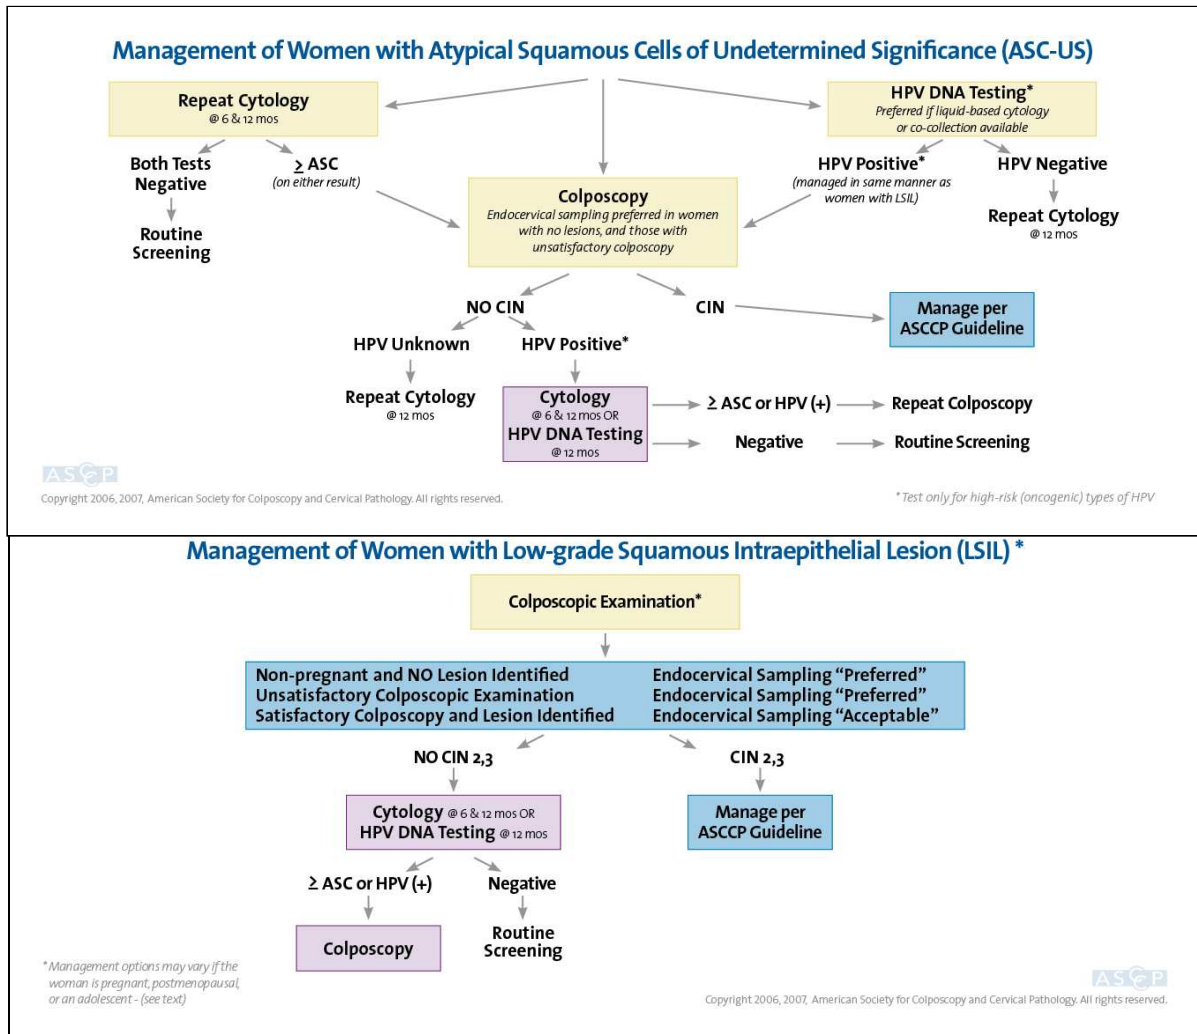 Management of Women with Atypical Squamous Cells of Undetermined Significance (ASC-US)
Repeat Cytology
@ 6 & 12 mos
HPV DNA Testing*
Preferred if liquid-based cytology
or co-collection available
Both Tests
Negative
≥ ASC
(on either result)
HPV Positive*
(managed in same manner as
women with LSIL)
HPV Negative
Routine
Screening
Colposcopy
Endocervical sampling preferred in women
with no lesions, and those with
unsatisfactory colposcopy
Repeat Cytology
@ 12 mos
NO CIN
CIN
Manage per
ASCCP Guideline
HPV Unknown
HPV Positive*
Repeat Cytology
@ 12 mos
Cytology
@ 6 & 12 mos OR
HPV DNA Testing
@ 12 mos
≥ ASC or HPV (+)
Repeat Colposcopy
Negative
Routine Screening
ASCCP
Copyright 2006, 2007, American Society for Colposcopy and Cervical Pathology. All rights reserved.
* Test only for high-risk (oncogenic) types of HPV
Management of Women with Low-grade Squamous Intraepithelial Lesion (LSIL) *
Colposcopic Examination*
Non-pregnant and NO Lesion Identified Endocervical Sampling “Preferred”
Unsatisfactory Colposcopic Examination Endocervical Sampling “Preferred”
Satisfactory Colposcopy and Lesion Identified Endocervical Sampling “Acceptable”
NO CIN 2,3
CIN 2,3
Cytology @ 6 & 12 mos OR
HPV DNA Testing @ 12 mos
Manage per
ASCCP Guideline
≥ ASC or HPV (+)
Negative
Colposcopy
Routine
Screening
* Management options may vary if the
woman is pregnant, postmenopausal,
or an adolescent - (see text)
ASCCP
Copyright 2006, 2007, American Society for Colposcopy and Cervical Pathology. All rights reserved.